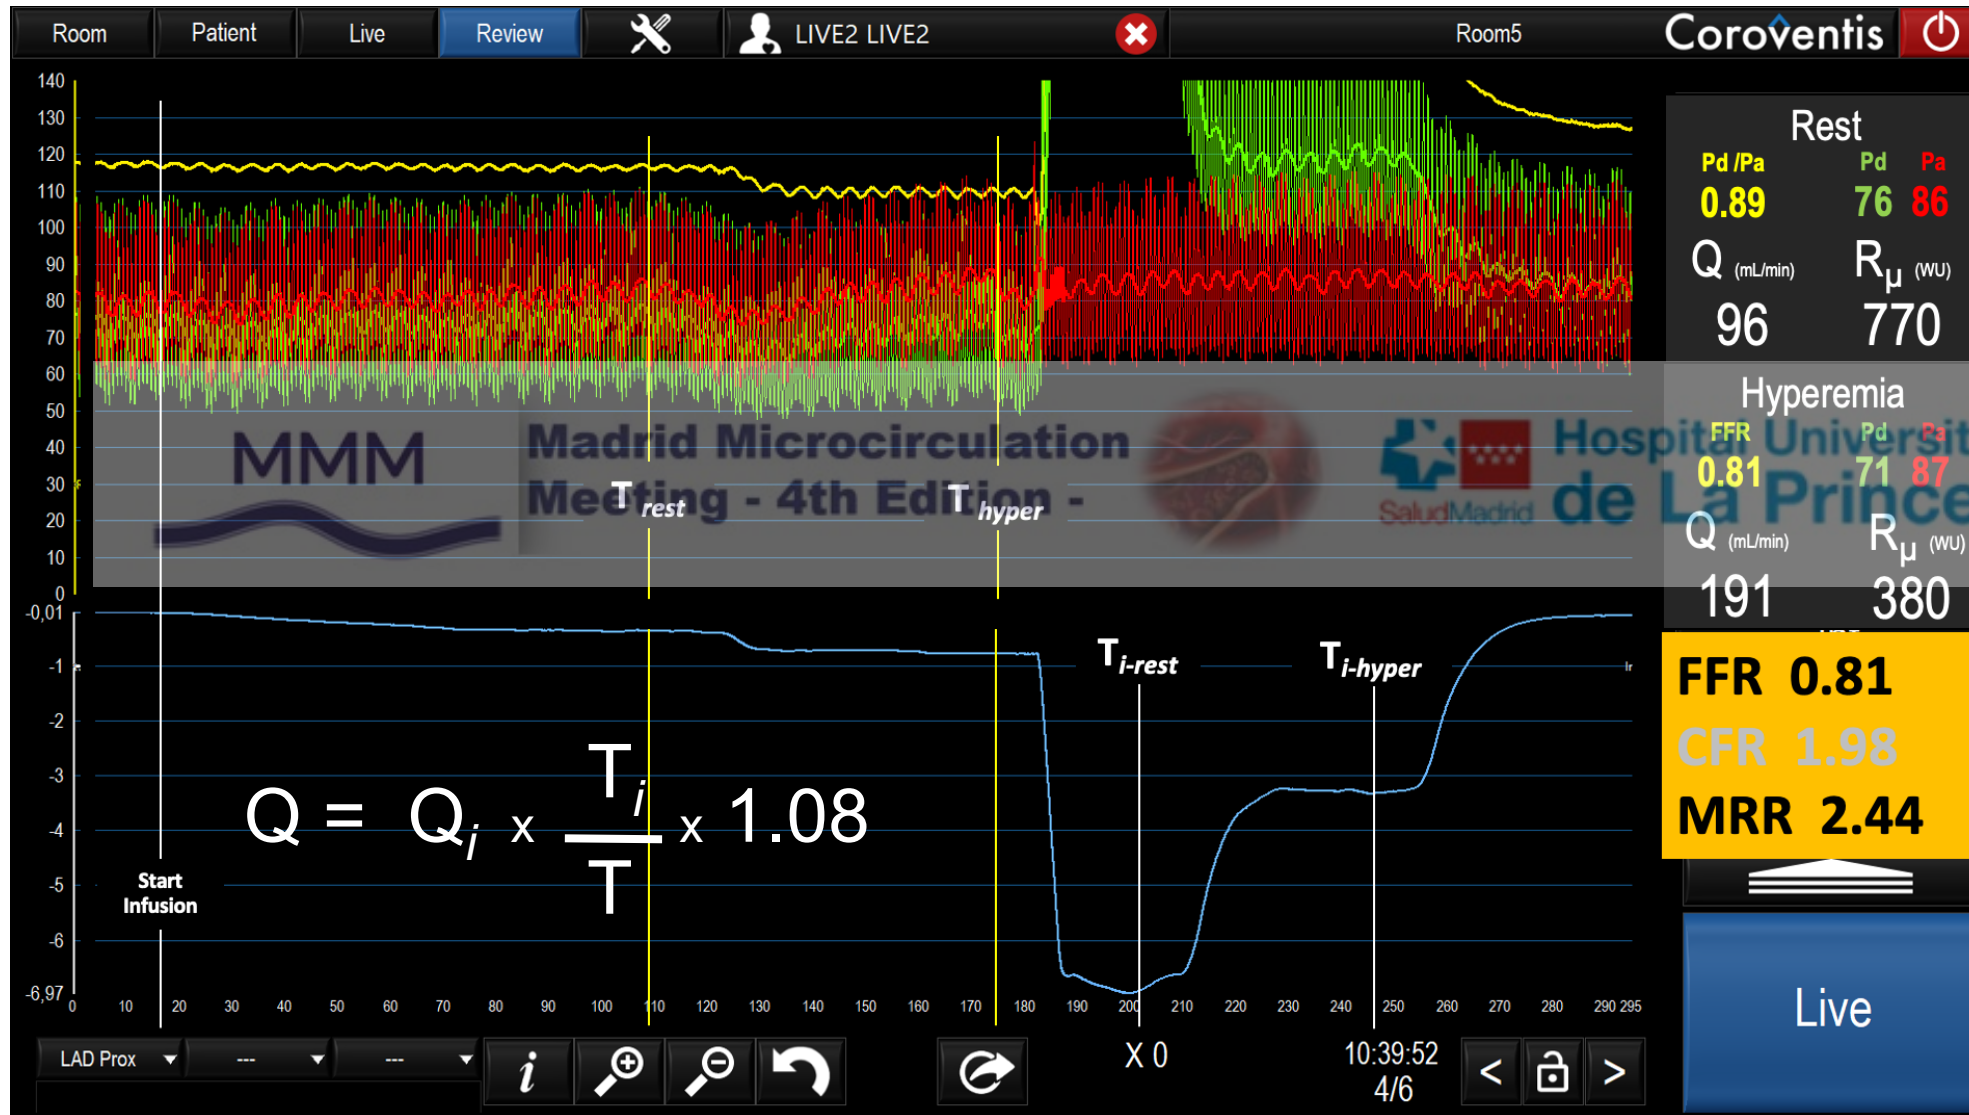 Room Patient Live Review LIVE2 LIVE2 Room5 Coroventis
140
130
120
110
100
90
80
70
60
50
40
30
20
10
0
Rest
Pd /Pa Pd Pa
0.89 76 86
Q (mL/min) Rμ (WU)
96 770
Hyperemia
FFR Pd Pa
0.81 71 87
Q (mL/min) Rμ (WU)
191 380
MMM
Madrid Microcirculation
Meeting - 4th Edition -
SaludMadrid
Hospital Universit
de La Prince
T rest
T hyper
-0,01
-1
-2
-3
-4
-5
-6
-6,97
Ti-rest
Ti-hyper
Q = Qi x Ti / T x 1.08
Start
Infusion
FFR 0.81
CFR 1.98
MRR 2.44
0 10 20 30 40 50 60 70 80 90 100 110 120 130 140 150 160 170 180 190 200 210 220 230 240 250 260 270 280 290 295
LAD Prox --- --- i X 0 10:39:52 < >
4/6
Live